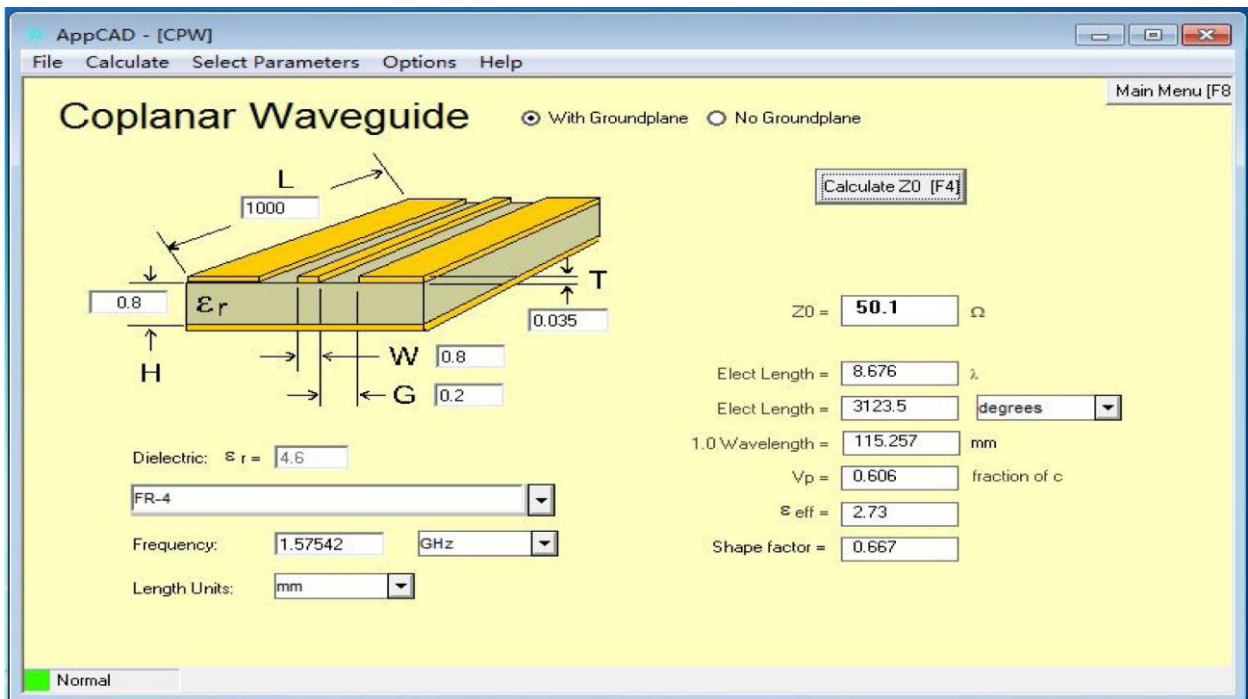 AppCAD - [CPW]
File Calculate Select Parameters Options Help
Main Menu [F8
Coplanar Waveguide
With Groundplane No Groundplane
Calculate Z0 [F4]
L
1000
T
0.035
0.8
εr
H
W 0.8
G 0.2
Z0 = 50.1 Ω
Elect Length = 8.676 λ
Elect Length = 3123.5 degrees
1.0 Wavelength = 115.257 mm
Vp = 0.606 fraction of c
ε eff = 2.73
Shape factor = 0.667
Dielectric: ε r = 4.6
FR-4
Frequency: 1.57542 GHz
Length Units: mm
Normal